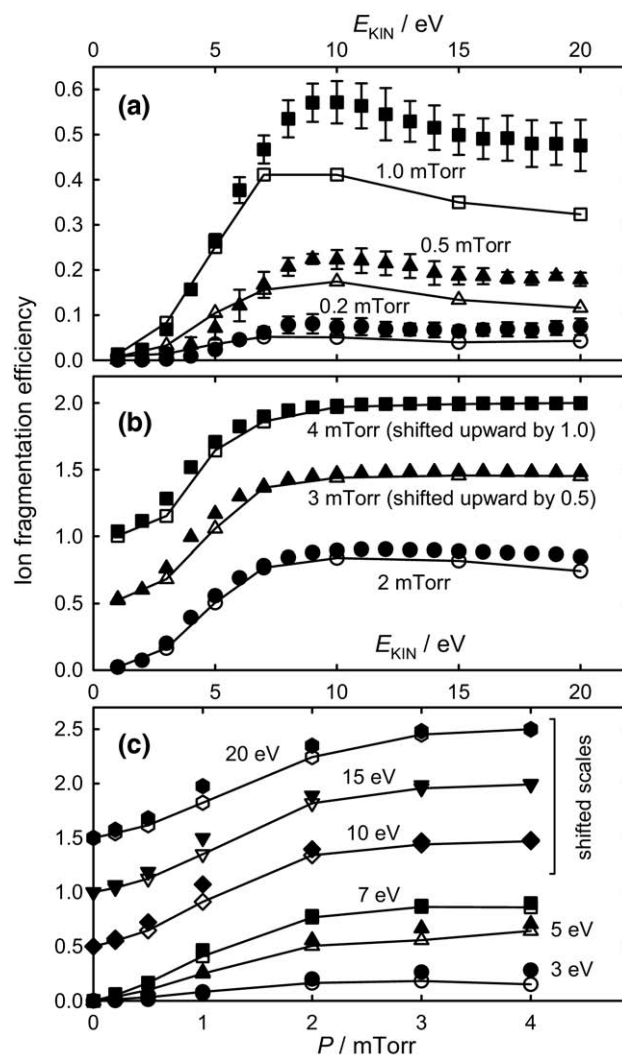 E_KIN / eV
0 5 10 15 20
(a)
0.6
0.5
0.4
0.3
0.2
0.1
0.0
1.0 mTorr
0.5 mTorr
0.2 mTorr
Ion fragmentation efficiency
(b)
2.0
1.5
1.0
0.5
0.0
4 mTorr (shifted upward by 1.0)
3 mTorr (shifted upward by 0.5)
2 mTorr
E_KIN / eV
0 5 10 15 20
(c)
2.5
2.0
1.5
1.0
0.5
0.0
20 eV
15 eV
10 eV
7 eV
5 eV
3 eV
shifted scales
0 1 2 3 4
P / mTorr